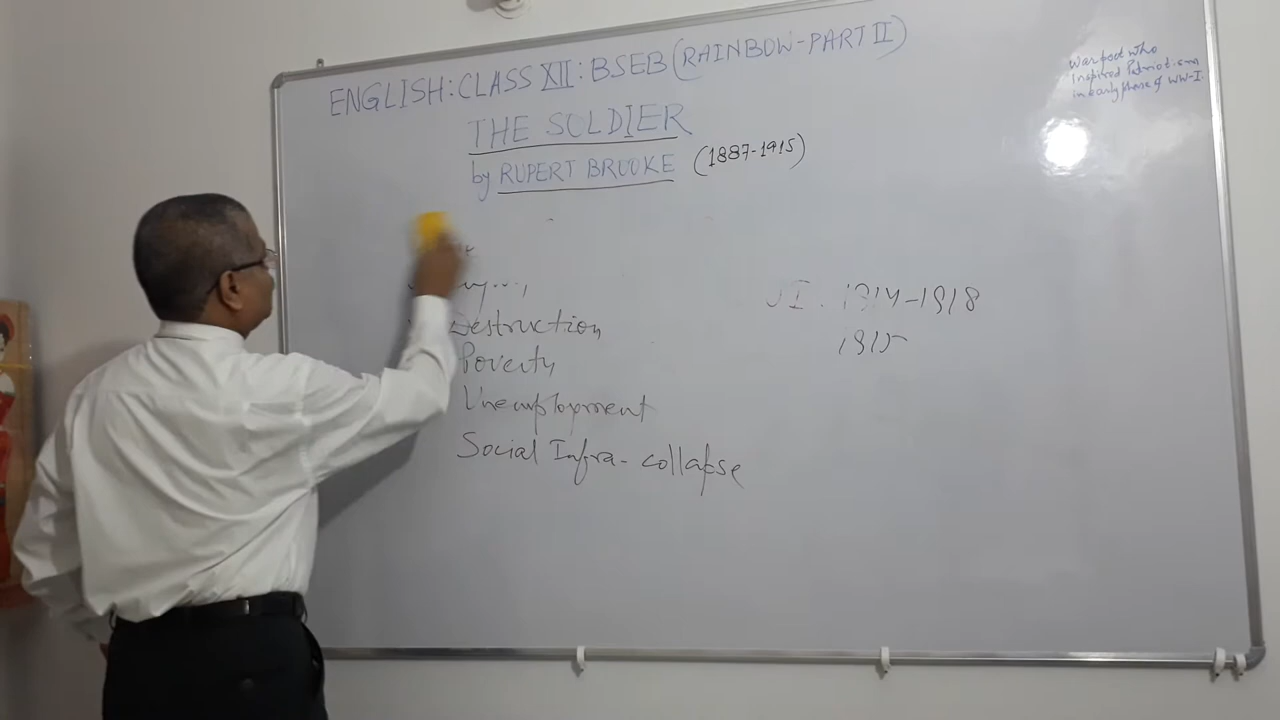 ENGLISH: CLASS XII: BSEB (RAINBOW-PART II)
THE SOLDIER
by RUPERT BROOKE (1887-1915)
War poet who
Inspired Patriotism
in early phase of WW-I.
Destruction
Poverty
Unemployment
Social Infra-collapse
I. 1914-1918
1915